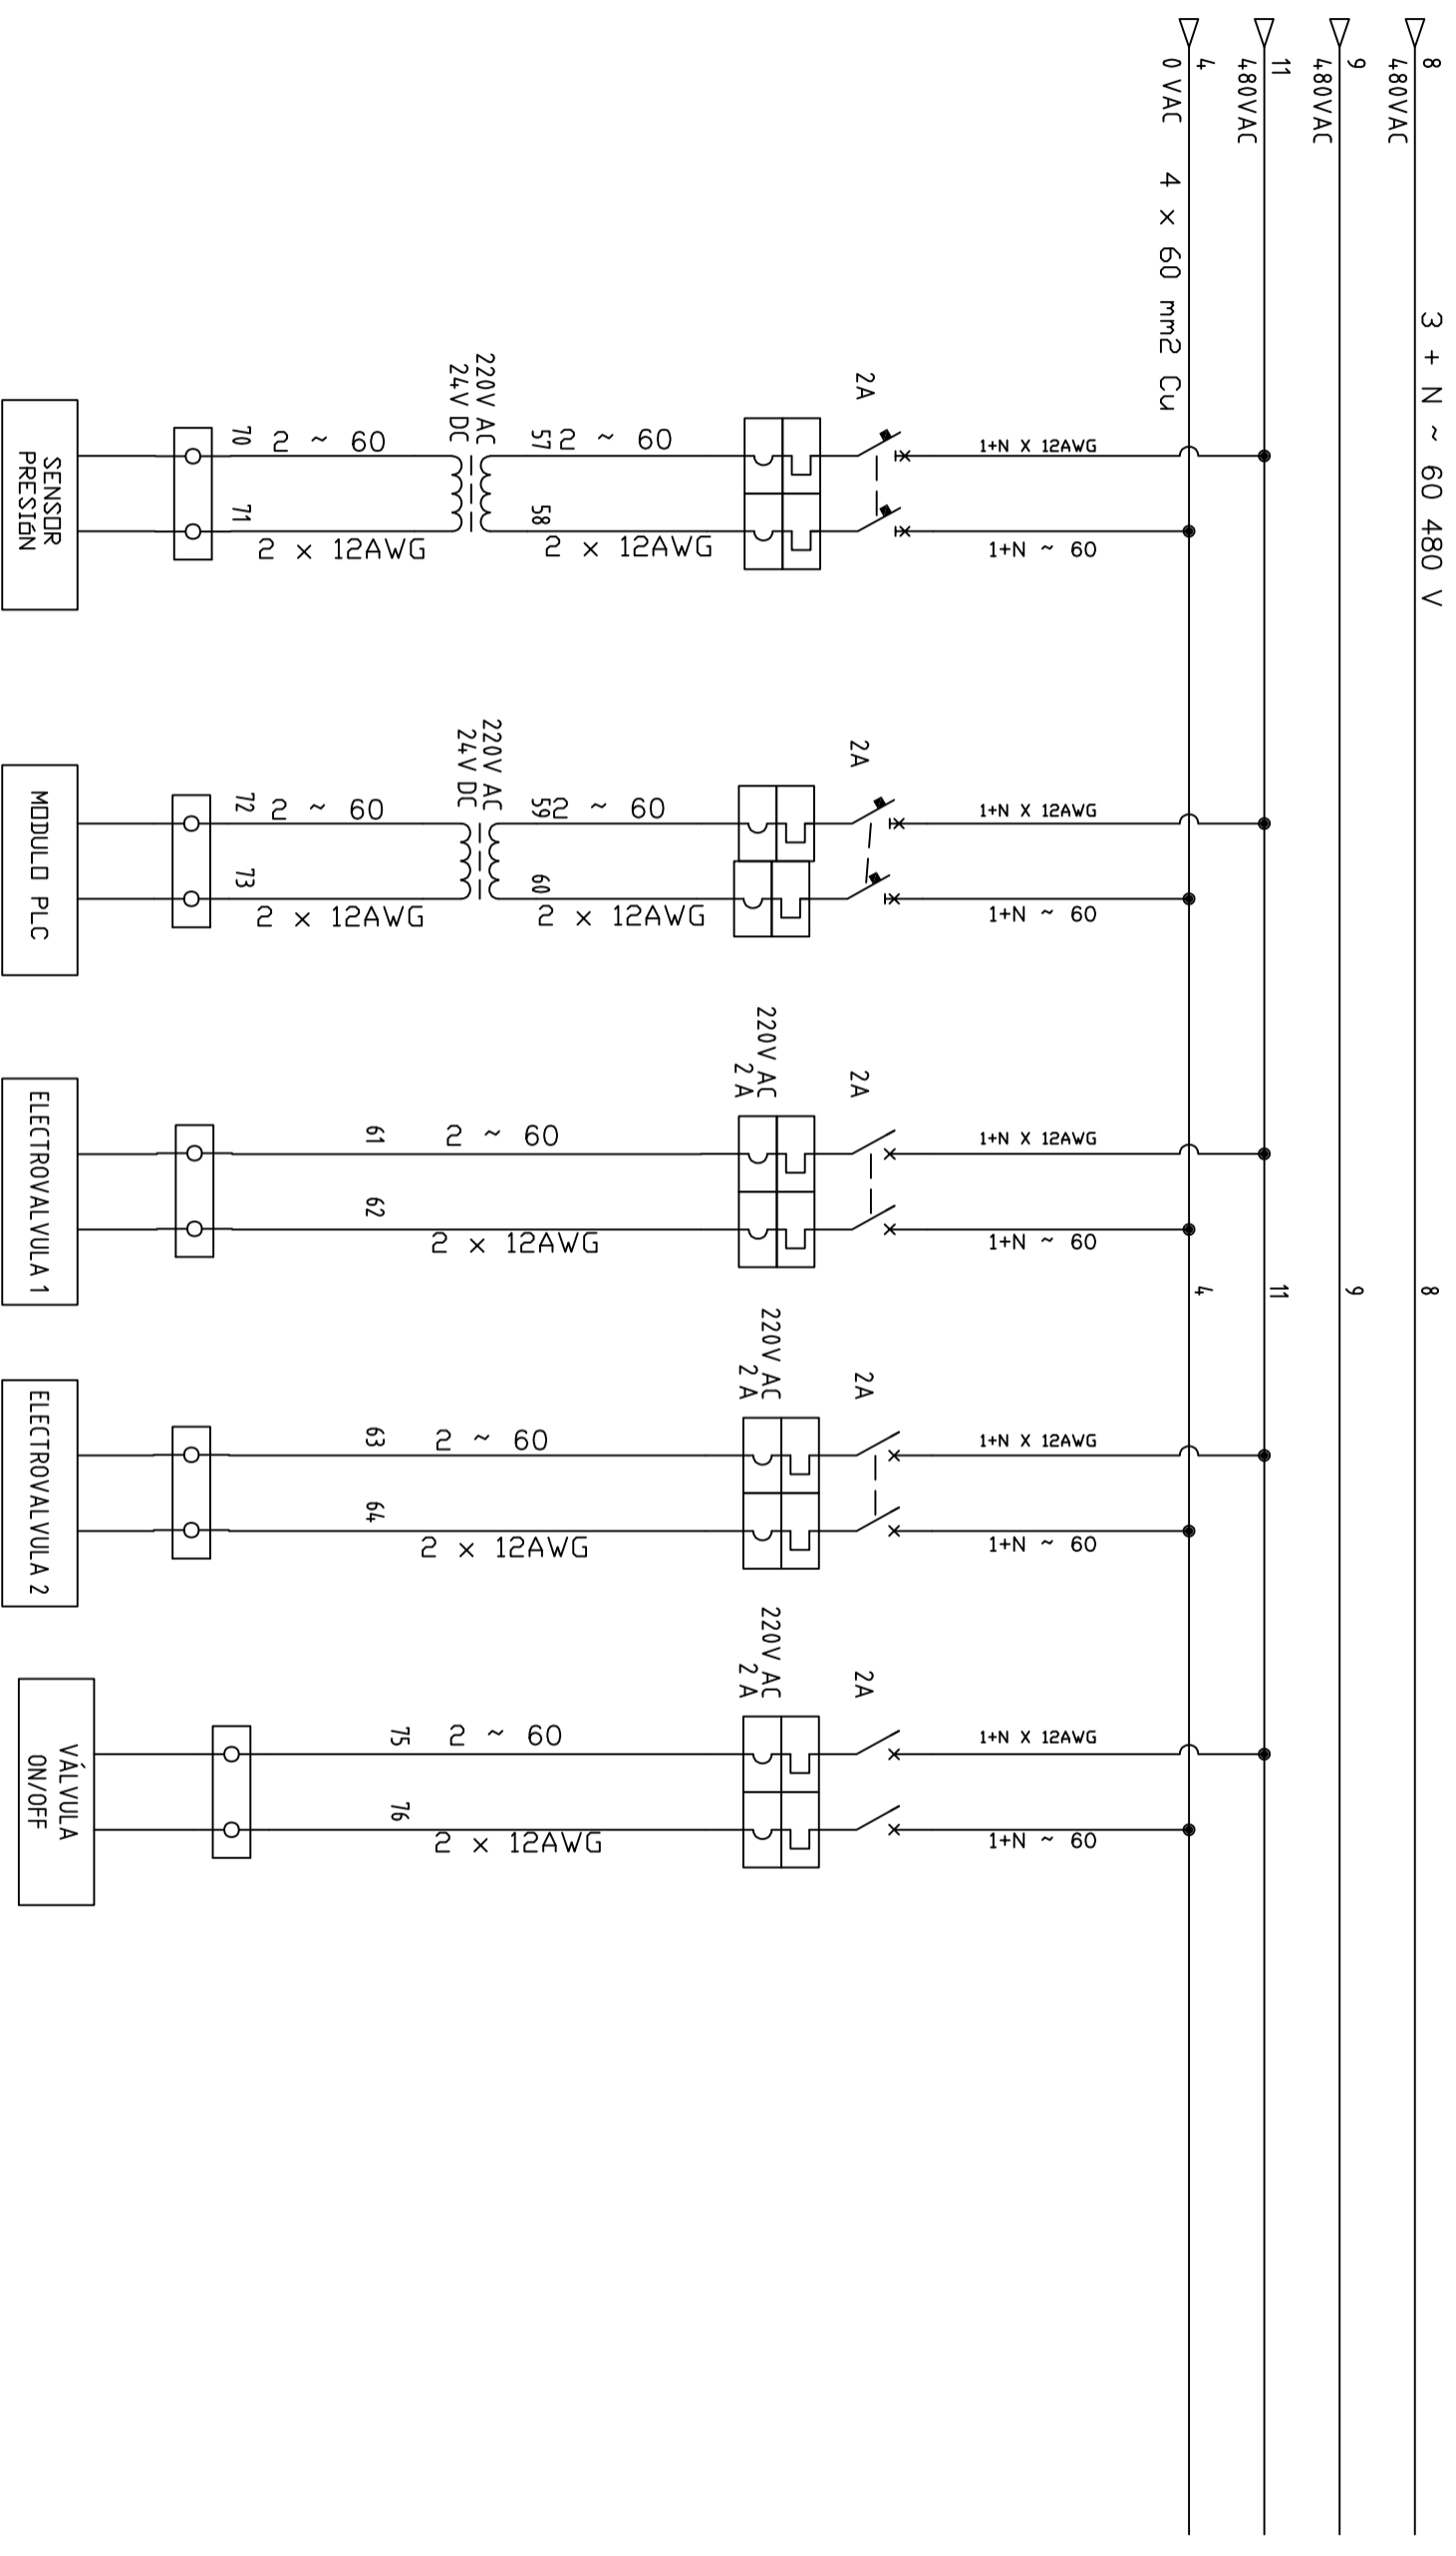 3 + N ~ 60 480 V
8
480VAC
9
480VAC
11
480VAC
4
0 VAC
4 x 60 mm2 Cu
8
9
11
4
1+N X 12AWG
1+N ~ 60
2A
57
2 ~ 60
58
2 x 12AWG
220V AC
24V DC
70
2 ~ 60
71
2 x 12AWG
SENSOR
PRESIÓN
1+N X 12AWG
1+N ~ 60
2A
59
2 ~ 60
60
2 x 12AWG
220V AC
24V DC
72
2 ~ 60
73
2 x 12AWG
MODULO PLC
1+N X 12AWG
1+N ~ 60
2A
220V AC
2 A
61
2 ~ 60
62
2 x 12AWG
ELECTROVALVULA 1
1+N X 12AWG
1+N ~ 60
2A
220V AC
2 A
63
2 ~ 60
64
2 x 12AWG
ELECTROVALVULA 2
1+N X 12AWG
1+N ~ 60
2A
220V AC
2 A
75
2 ~ 60
76
2 x 12AWG
VÁLVULA
ON/OFF